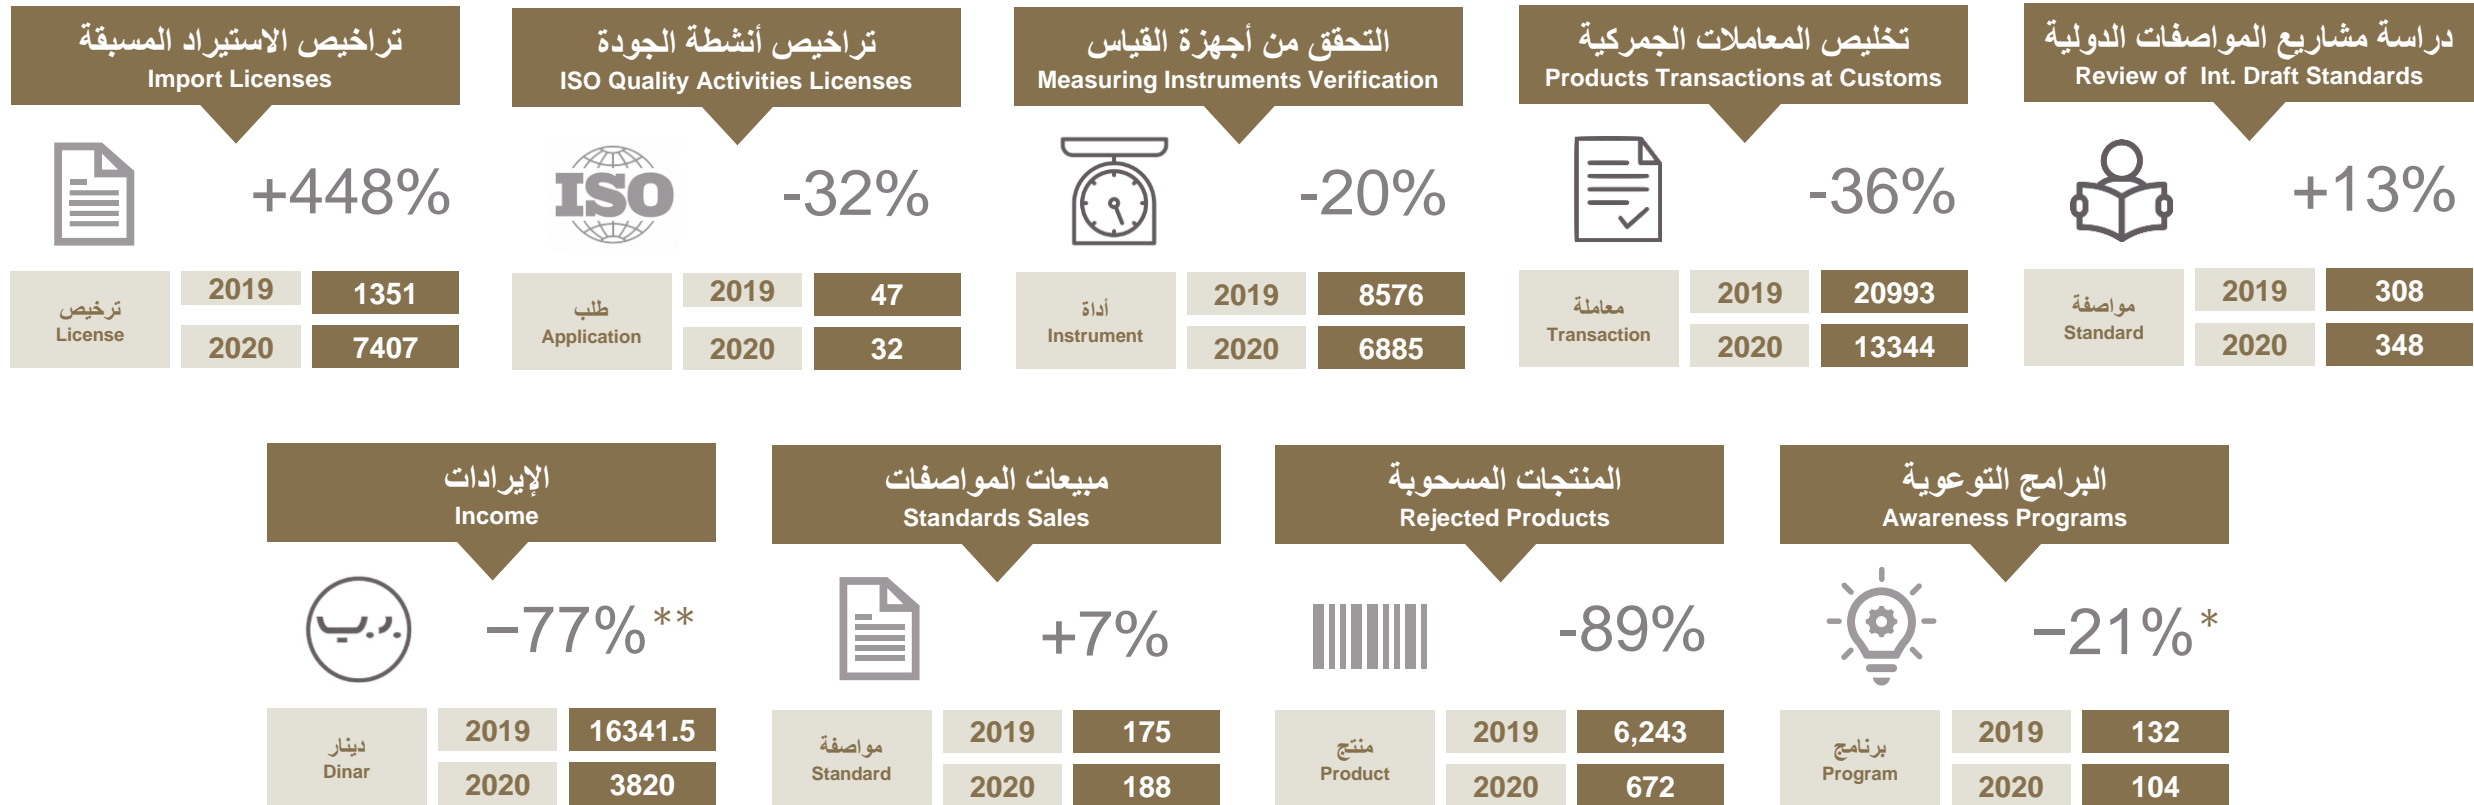 تراخيص الاستيراد المسبقة
Import Licenses
+448%
ترخيص
License
2019
1351
2020
7407
تراخيص أنشطة الجودة
ISO Quality Activities Licenses
ISO
-32%
طلب
Application
2019
47
2020
32
التحقق من أجهزة القياس
Measuring Instruments Verification
-20%
أداة
Instrument
2019
8576
2020
6885
تخليص المعاملات الجمركية
Products Transactions at Customs
-36%
معاملة
Transaction
2019
20993
2020
13344
دراسة مشاريع المواصفات الدولية
Review of Int. Draft Standards
+13%
مواصفة
Standard
2019
308
2020
348
الإيرادات
Income
.د.ب
–77%**
دينار
Dinar
2019
16341.5
2020
3820
مبيعات المواصفات
Standards Sales
+7%
مواصفة
Standard
2019
175
2020
188
المنتجات المسحوبة
Rejected Products
-89%
منتج
Product
2019
6,243
2020
672
البرامج التوعوية
Awareness Programs
–21%*
برنامج
Program
2019
132
2020
104